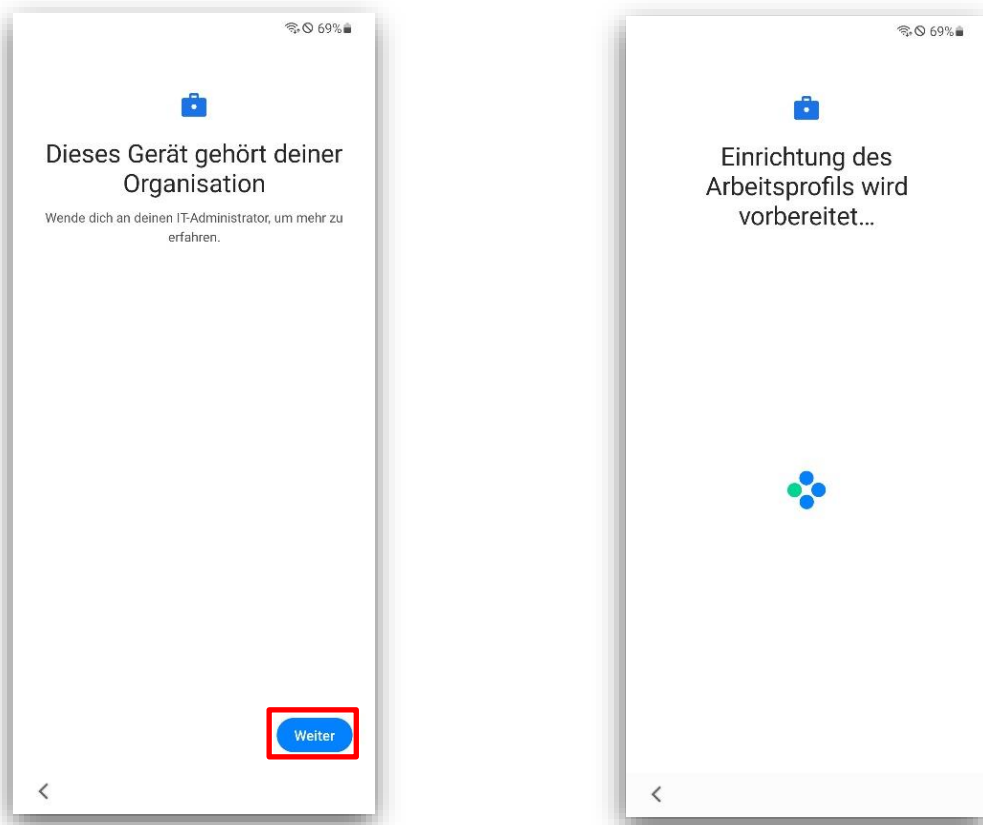 69%
Dieses Gerät gehört deiner
Organisation
Wende dich an deinen IT-Administrator, um mehr zu
erfahren.
Weiter
69%
Einrichtung des
Arbeitsprofils wird
vorbereitet...